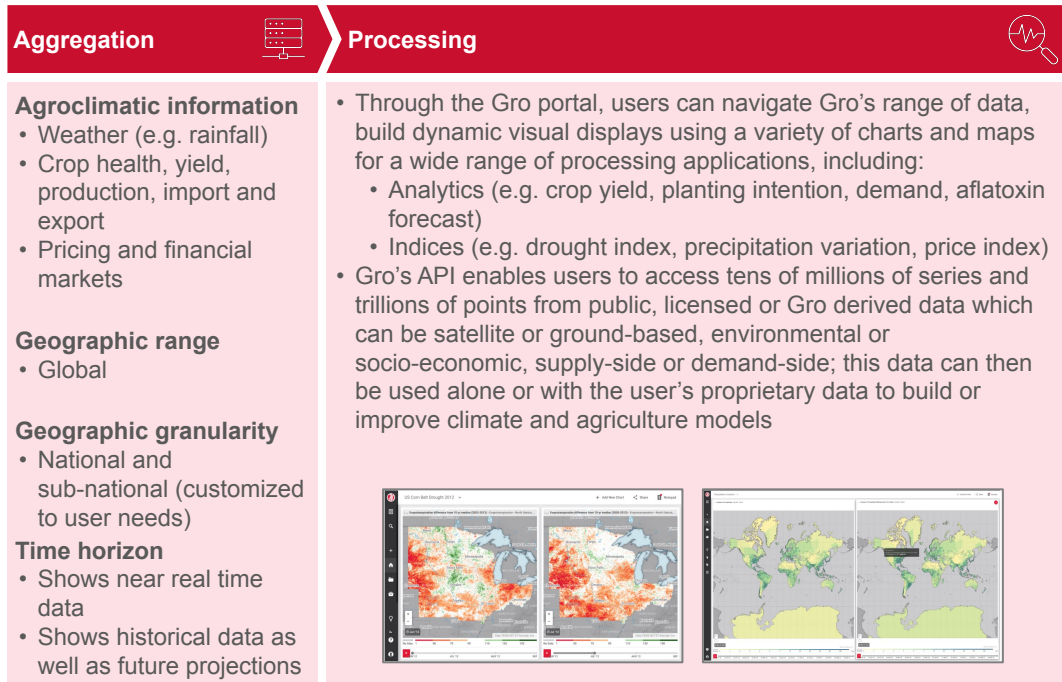 Aggregation
Processing
Agroclimatic information
• Weather (e.g. rainfall)
• Crop health, yield,
production, import and
export
• Pricing and financial
markets
Geographic range
• Global
Geographic granularity
• National and
sub-national (customized
to user needs)
Time horizon
• Shows near real time
data
• Shows historical data as
well as future projections
• Through the Gro portal, users can navigate Gro's range of data,
build dynamic visual displays using a variety of charts and maps
for a wide range of processing applications, including:
• Analytics (e.g. crop yield, planting intention, demand, aflatoxin
forecast)
• Indices (e.g. drought index, precipitation variation, price index)
• Gro's API enables users to access tens of millions of series and
trillions of points from public, licensed or Gro derived data which
can be satellite or ground-based, environmental or
socio-economic, supply-side or demand-side; this data can then
be used alone or with the user's proprietary data to build or
improve climate and agriculture models
US Corn Belt Drought 2012
+ Add New Chart
Share